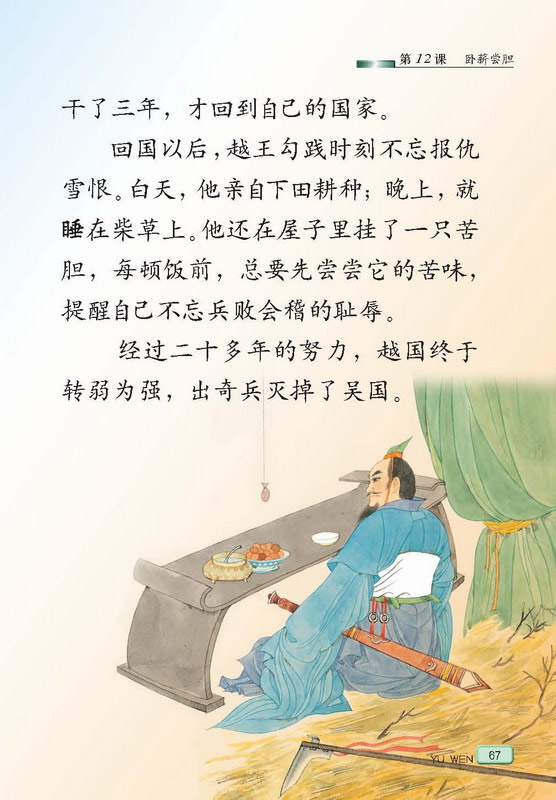 第12课 卧薪尝胆
干了三年，才回到自己的国家。
回国以后，越王勾践时刻不忘报仇
雪恨。白天，他亲自下田耕种；晚上，就
睡在柴草上。他还在屋子里挂了一只苦
胆，每顿饭前，总要先尝尝它的苦味，
提醒自己不忘兵败会稽的耻辱。
经过二十多年的努力，越国终于
转弱为强，出奇兵灭掉了吴国。
YU WEN 67